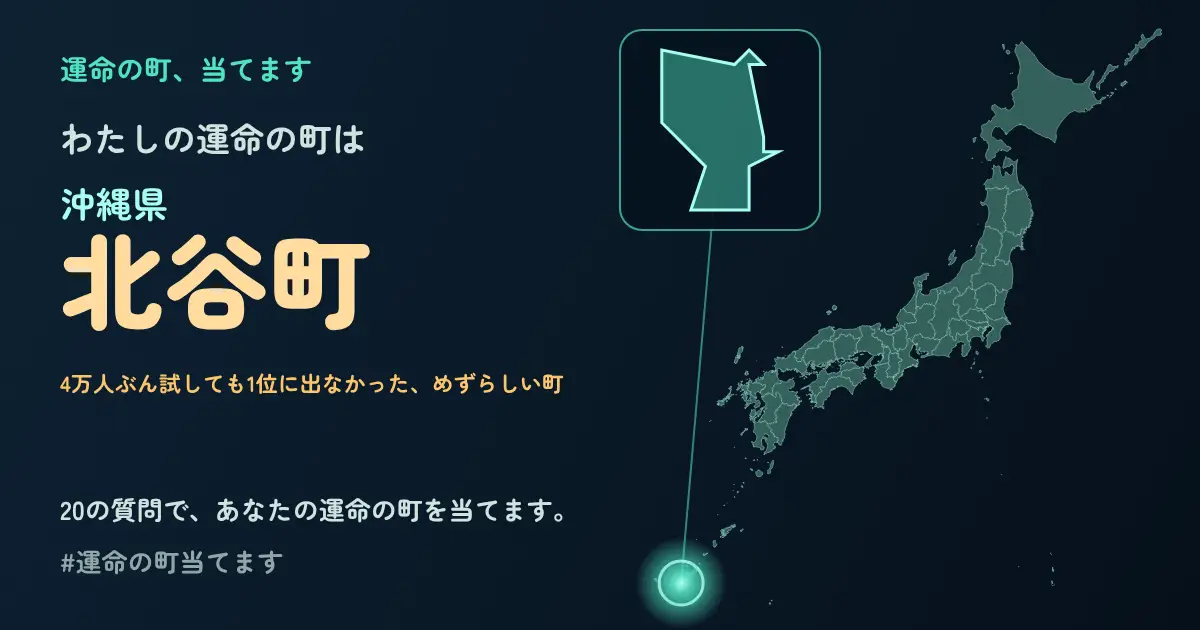 運命の町、当てます
わたしの運命の町は
沖縄県
北谷町
4万人ぶん試しても1位に出なかった、めずらしい町
20の質問で、あなたの運命の町を当てます。
#運命の町当てます